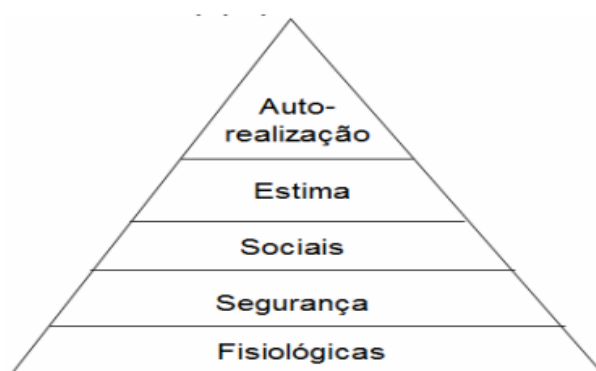 Auto-
realização
Estima
Sociais
Segurança
Fisiológicas